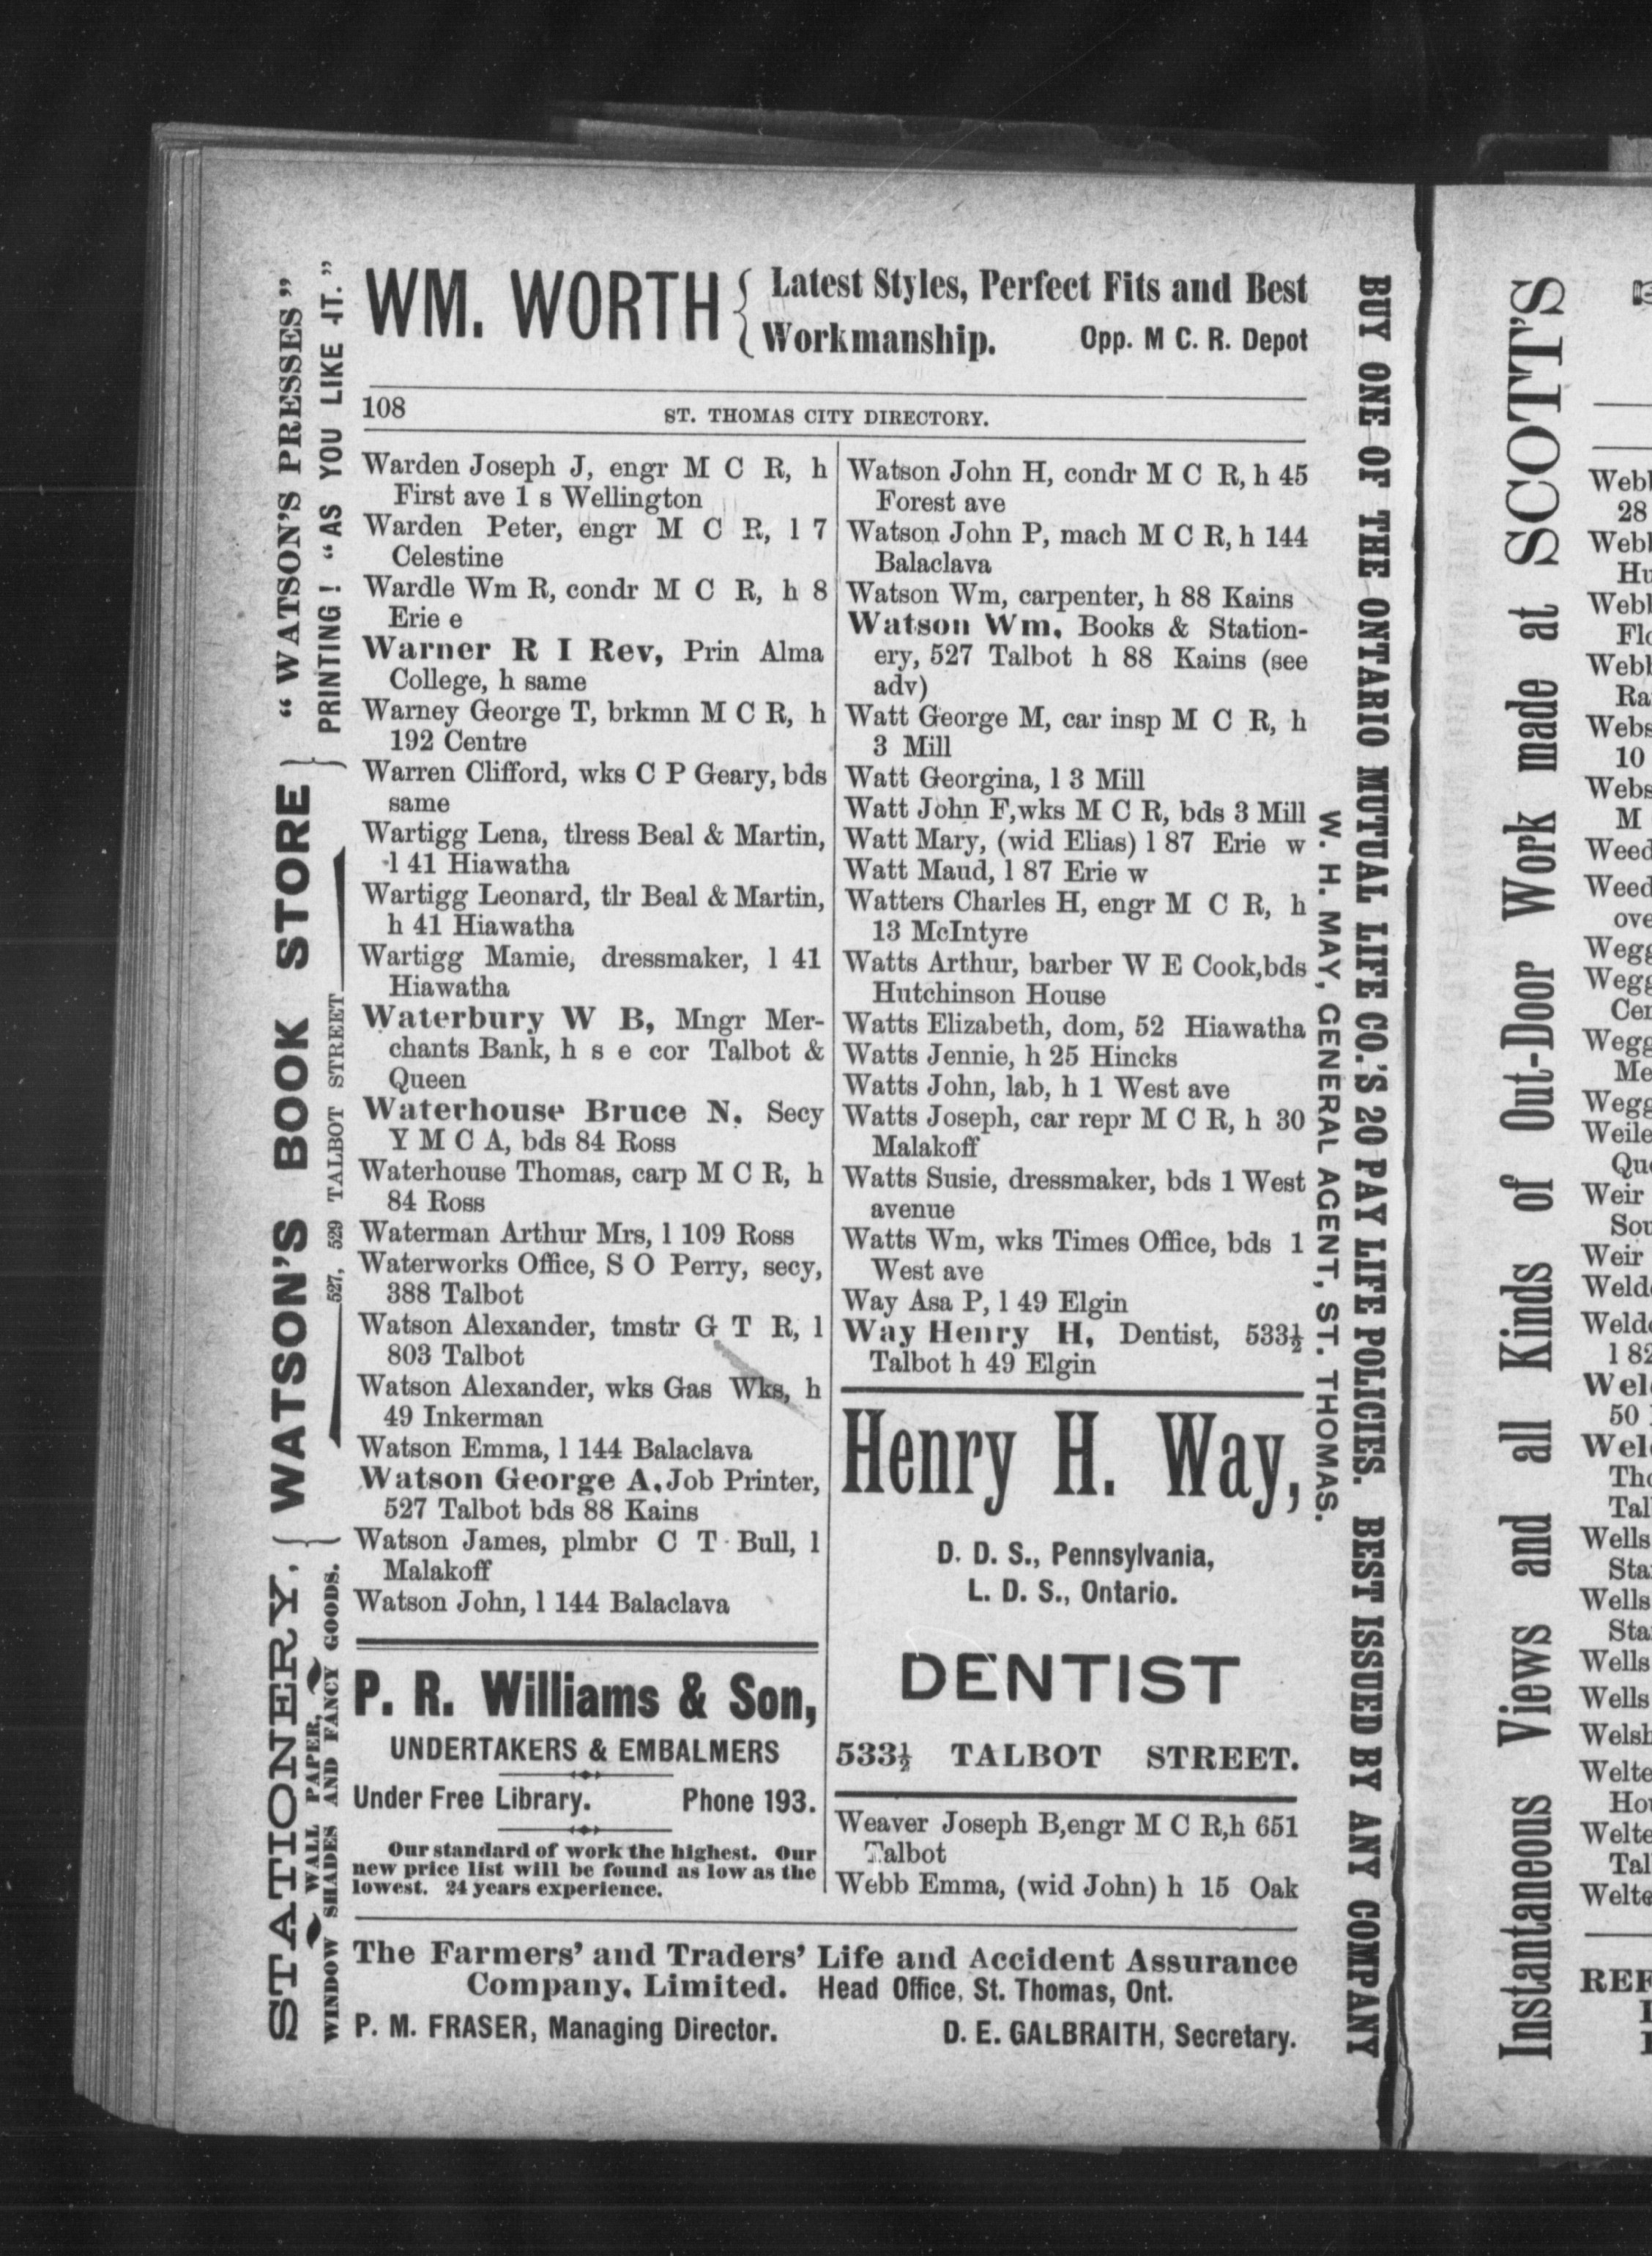 WM. WORTH { Latest Styles, Perfect Fits and Best
Workmanship. Opp. M C. R. Depot
108 ST. THOMAS CITY DIRECTORY.
Warden Joseph J, engr M C R, h
First ave 1 s Wellington
Warden Peter, engr M C R, l 7
Celestine
Wardle Wm R, condr M C R, h 8
Erie e
Warner R I Rev, Prin Alma
College, h same
Warney George T, brkmn M C R, h
192 Centre
Warren Clifford, wks C P Geary, bds
same
Wartigg Lena, tlress Beal & Martin,
l 41 Hiawatha
Wartigg Leonard, tlr Beal & Martin,
h 41 Hiawatha
Wartigg Mamie, dressmaker, l 41
Hiawatha
Waterbury W B, Mngr Mer-
chants Bank, h s e cor Talbot &
Queen
Waterhouse Bruce N, Secy
Y M C A, bds 84 Ross
Waterhouse Thomas, carp M C R, h
84 Ross
Waterman Arthur Mrs, l 109 Ross
Waterworks Office, S O Perry, secy,
388 Talbot
Watson Alexander, tmstr G T R, l
803 Talbot
Watson Alexander, wks Gas Wks, h
49 Inkerman
Watson Emma, l 144 Balaclava
Watson George A, Job Printer,
527 Talbot bds 88 Kains
Watson James, plmbr C T Bull, l
Malakoff
Watson John, l 144 Balaclava
P. R. Williams & Son,
UNDERTAKERS & EMBALMERS
Under Free Library. Phone 193.
Our standard of work the highest. Our
new price list will be found as low as the
lowest. 24 years experience.
Watson John H, condr M C R, h 45
Forest ave
Watson John P, mach M C R, h 144
Balaclava
Watson Wm, carpenter, h 88 Kains
Watson Wm, Books & Station-
ery, 527 Talbot h 88 Kains (see
adv)
Watt George M, car insp M C R, h
3 Mill
Watt Georgina, l 3 Mill
Watt John F,wks M C R, bds 3 Mill
Watt Mary, (wid Elias) l 87 Erie w
Watt Maud, l 87 Erie w
Watters Charles H, engr M C R, h
13 McIntyre
Watts Arthur, barber W E Cook,bds
Hutchinson House
Watts Elizabeth, dom, 52 Hiawatha
Watts Jennie, h 25 Hincks
Watts John, lab, h 1 West ave
Watts Joseph, car repr M C R, h 30
Malakoff
Watts Susie, dressmaker, bds 1 West
avenue
Watts Wm, wks Times Office, bds 1
West ave
Way Asa P, l 49 Elgin
Way Henry H, Dentist, 533½
Talbot h 49 Elgin
Henry H. Way,
D. D. S., Pennsylvania,
L. D. S., Ontario.
DENTIST
533½ TALBOT STREET.
Weaver Joseph B,engr M C R,h 651
Talbot
Webb Emma, (wid John) h 15 Oak
The Farmers' and Traders' Life and Accident Assurance
Company, Limited. Head Office, St. Thomas, Ont.
P. M. FRASER, Managing Director. D. E. GALBRAITH, Secretary.
STATIONERY, { WATSON'S BOOK STORE } "WATSON'S PRESSES"
WALL PAPER,
WINDOW SHADES AND FANCY GOODS.
527, 529 TALBOT STREET
PRINTING! "AS YOU LIKE IT."
BUY ONE OF THE ONTARIO MUTUAL LIFE CO.'S 20 PAY LIFE POLICIES. BEST ISSUED BY ANY COMPANY
W. H. MAY, GENERAL AGENT, ST. THOMAS.
Instantaneous Views and all Kinds of Out-Door Work made at SCOTT'S
28
10
M
Weir
Sou
Weir
l 82
50
Wells
Wells
Wells
Wells